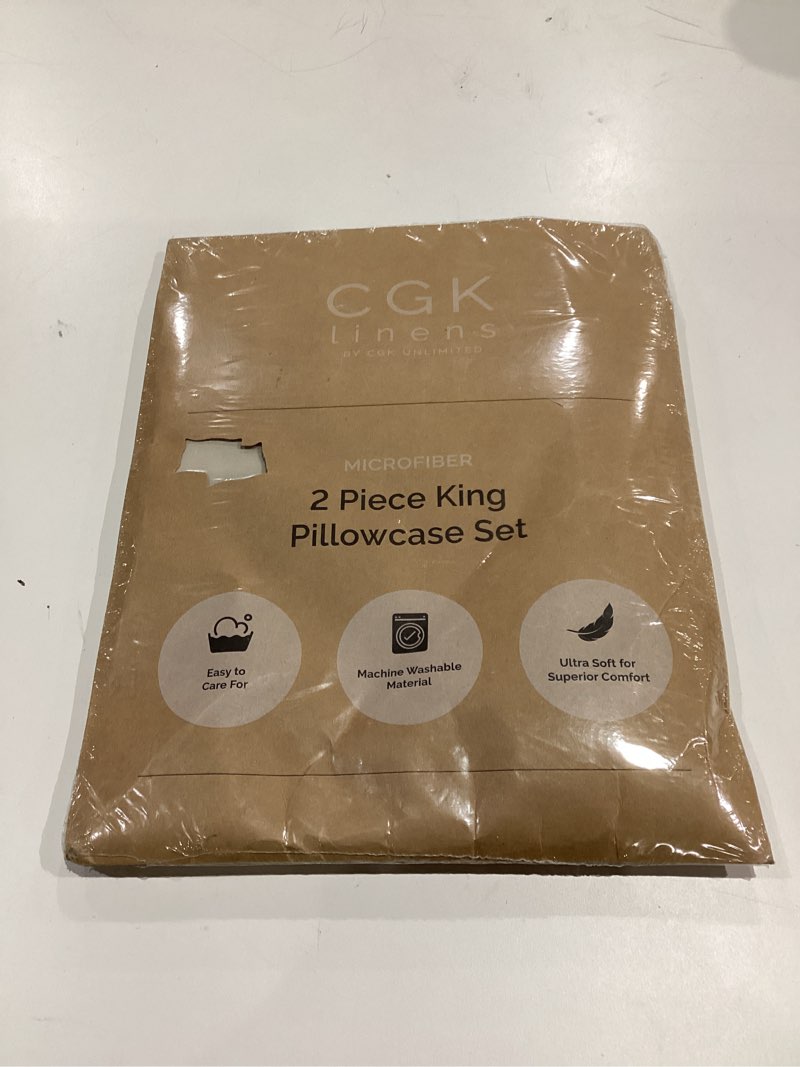 CGK
linens
BY CGK UNLIMITED
MICROFIBER
2 Piece King
Pillowcase Set
Easy to
Care For
Machine Washable
Material
Ultra Soft for
Superior Comfort